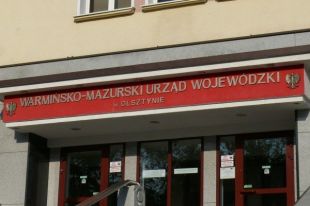 WARMIŃSKO-MAZURSKI URZĄD WOJEWÓDZKI
w OLSZTYNIE